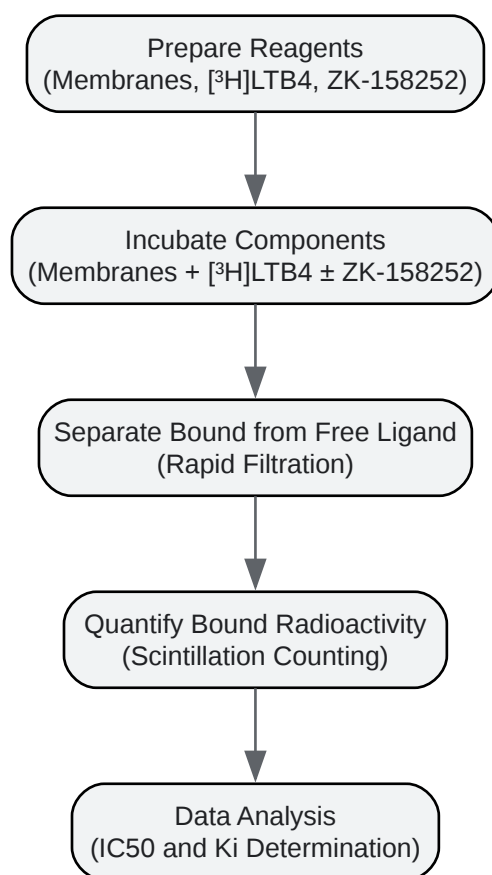 Prepare Reagents
(Membranes, [³H]LTB4, ZK-158252)
Incubate Components
(Membranes + [³H]LTB4 ± ZK-158252)
Separate Bound from Free Ligand
(Rapid Filtration)
Quantify Bound Radioactivity
(Scintillation Counting)
Data Analysis
(IC50 and Ki Determination)